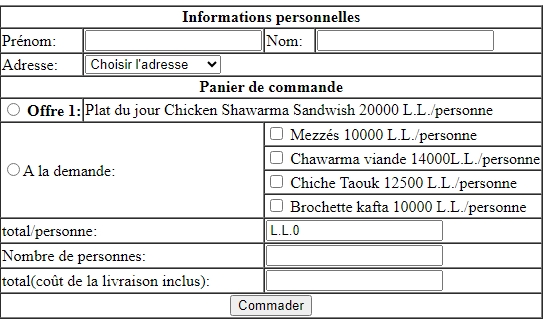 Informations personnelles
Prénom: Nom:
Adresse: Choisir l'adresse
Panier de commande
Offre 1: Plat du jour Chicken Shawarma Sandwish 20000 L.L./personne
A la demande:
Mezzés 10000 L.L./personne
Chawarma viande 14000L.L./personne
Chiche Taouk 12500 L.L./personne
Brochette kafta 10000 L.L./personne
total/personne: L.L.0
Nombre de personnes:
total(coût de la livraison inclus):
Commader